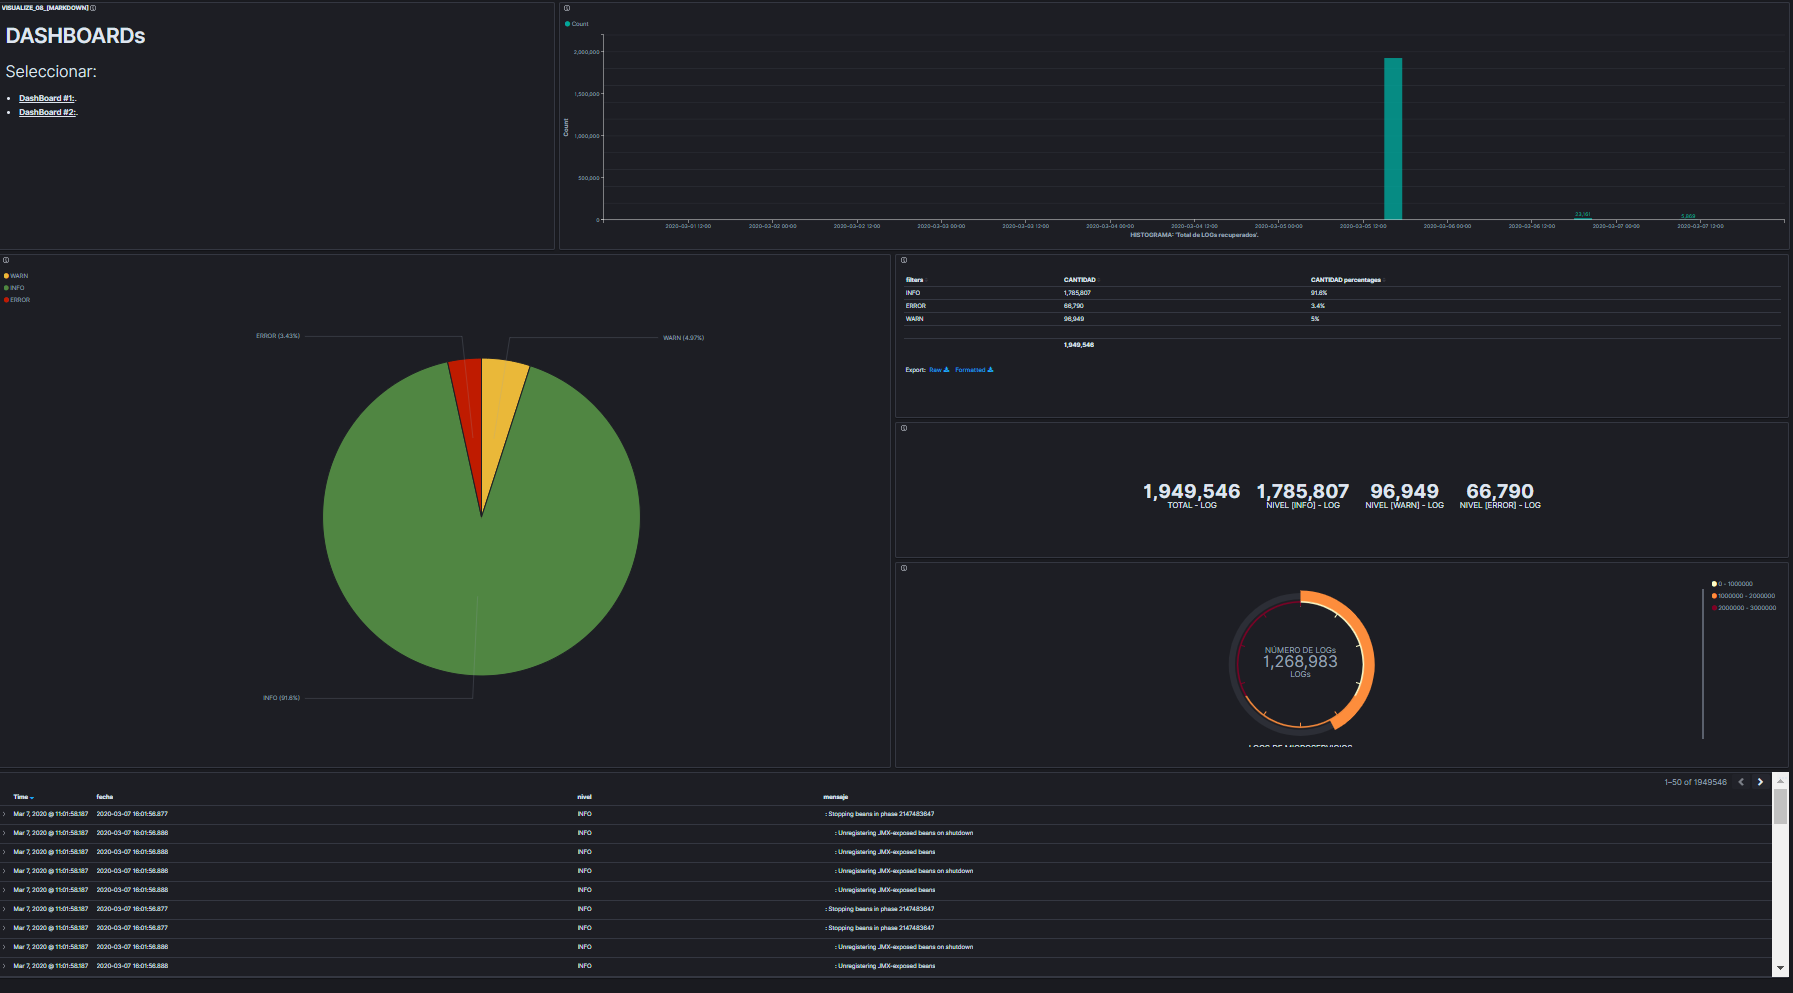 VISUALIZE_08_[MARKDOWN]
DASHBOARDs
Seleccionar:
• DashBoard #1:.
• DashBoard #2:.
Count
Count
2,000,000
1,500,000
1,000,000
500,000
0
23,161
2020-03-01 12:00 2020-03-02 00:00 2020-03-02 12:00 2020-03-03 00:00 2020-03-03 12:00 2020-03-04 00:00 2020-03-04 12:00 2020-03-05 00:00 2020-03-05 12:00 2020-03-06 00:00 2020-03-06 12:00 2020-03-07 00:00 2020-03-07 12:00
HISTOGRAMA: 'Total de LOGs recuperados'.
WARN
INFO
ERROR
ERROR (3.43%)
WARN (4.97%)
INFO (91.6%)
filters CANTIDAD CANTIDAD percentages
INFO 1,785,807 91.6%
ERROR 66,790 3.4%
WARN 96,949 5%
1,949,546
Export: Raw Formatted
1,949,546 1,785,807 96,949 66,790
TOTAL - LOG NIVEL [INFO] - LOG NIVEL [WARN] - LOG NIVEL [ERROR] - LOG
0 - 1000000
1000000 - 2000000
2000000 - 3000000
NÚMERO DE LOGs
1,268,983
LOGs
LOGS DE MICROSERVICIOS
1–50 of 1949546
Time fecha nivel mensaje
Mar 7, 2020 @ 11:01:58.187 2020-03-07 16:01:56.877 INFO : Stopping beans in phase 2147483647
Mar 7, 2020 @ 11:01:58.187 2020-03-07 16:01:56.886 INFO : Unregistering JMX-exposed beans on shutdown
Mar 7, 2020 @ 11:01:58.187 2020-03-07 16:01:56.888 INFO : Unregistering JMX-exposed beans
Mar 7, 2020 @ 11:01:58.187 2020-03-07 16:01:56.886 INFO : Unregistering JMX-exposed beans on shutdown
Mar 7, 2020 @ 11:01:58.187 2020-03-07 16:01:56.888 INFO : Unregistering JMX-exposed beans
Mar 7, 2020 @ 11:01:58.187 2020-03-07 16:01:56.877 INFO : Stopping beans in phase 2147483647
Mar 7, 2020 @ 11:01:58.187 2020-03-07 16:01:56.877 INFO : Stopping beans in phase 2147483647
Mar 7, 2020 @ 11:01:58.187 2020-03-07 16:01:56.886 INFO : Unregistering JMX-exposed beans on shutdown
Mar 7, 2020 @ 11:01:58.187 2020-03-07 16:01:56.888 INFO : Unregistering JMX-exposed beans